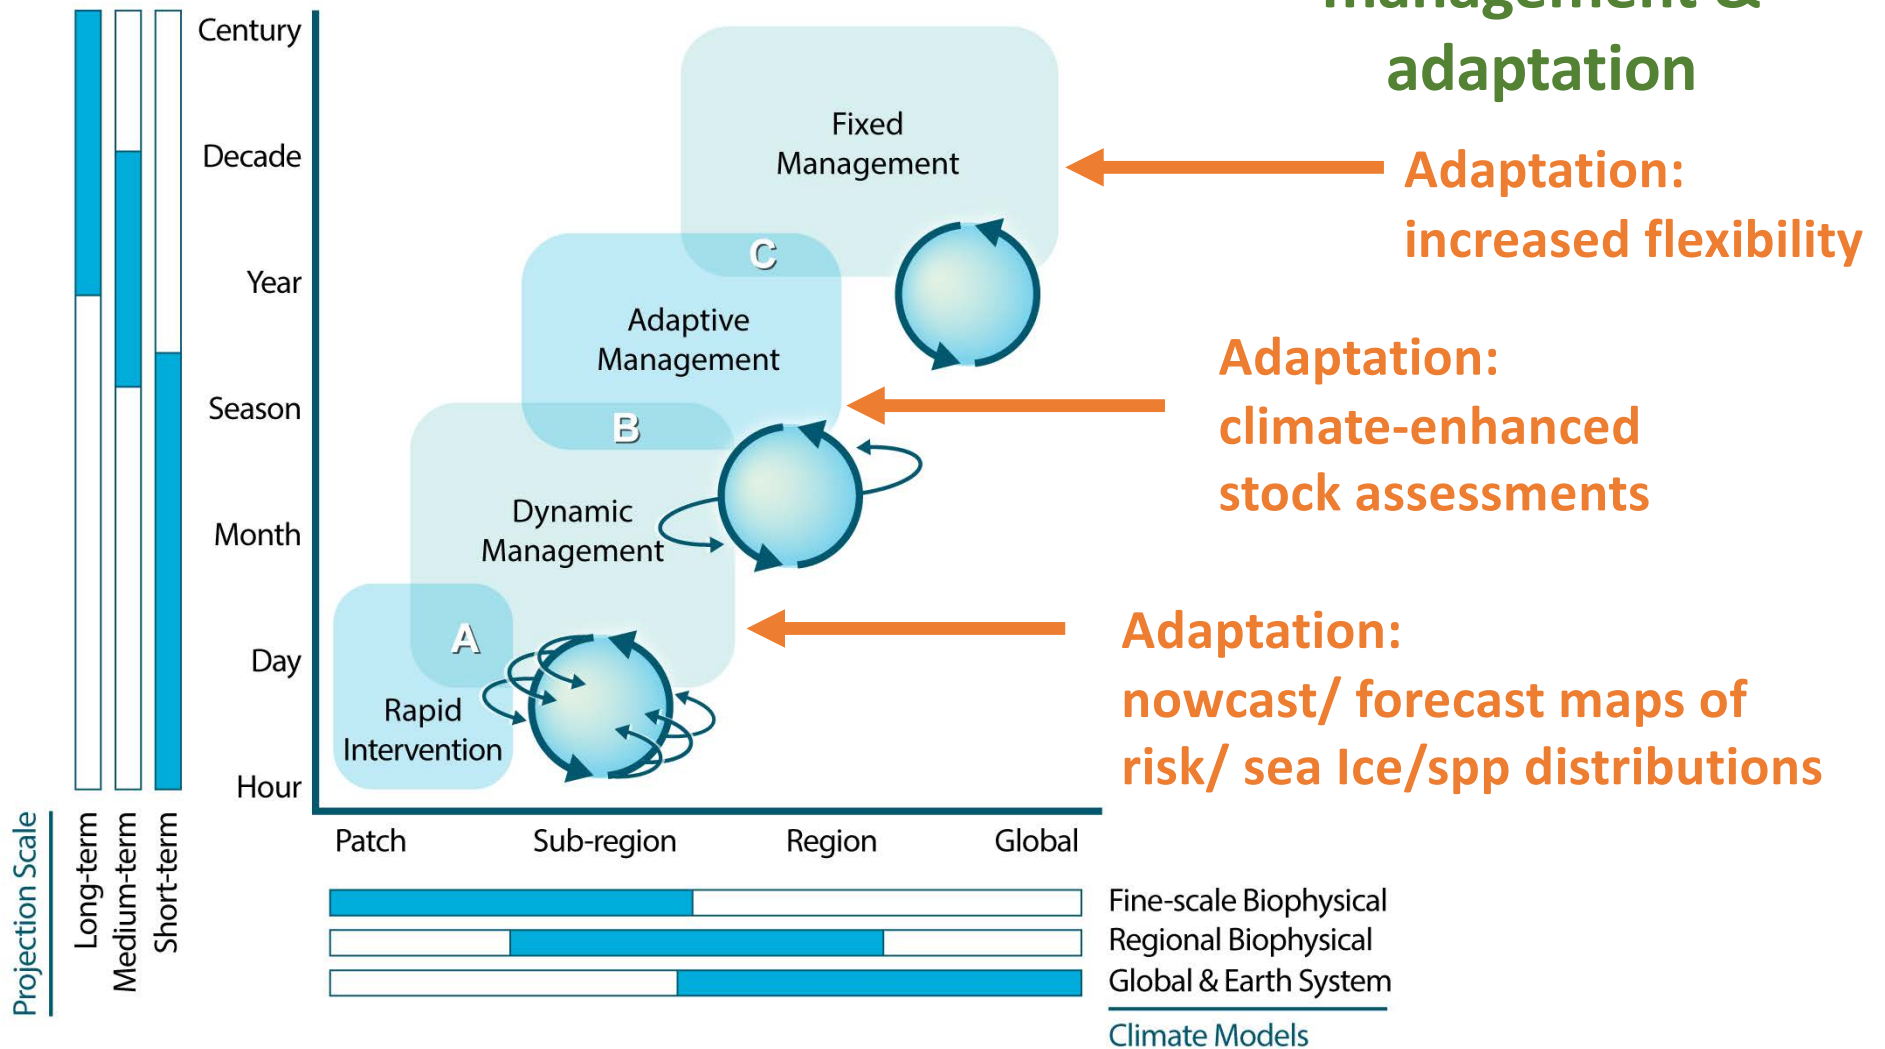 management &
adaptation
Century
Decade
Year
Season
Month
Day
Hour
Fixed
Management
C
Adaptive
Management
B
Dynamic
Management
A
Rapid
Intervention
Adaptation:
increased flexibility
Adaptation:
climate-enhanced
stock assessments
Adaptation:
nowcast/ forecast maps of
risk/ sea Ice/spp distributions
Patch
Sub-region
Region
Global
Projection Scale
Long-term
Medium-term
Short-term
Fine-scale Biophysical
Regional Biophysical
Global & Earth System
Climate Models